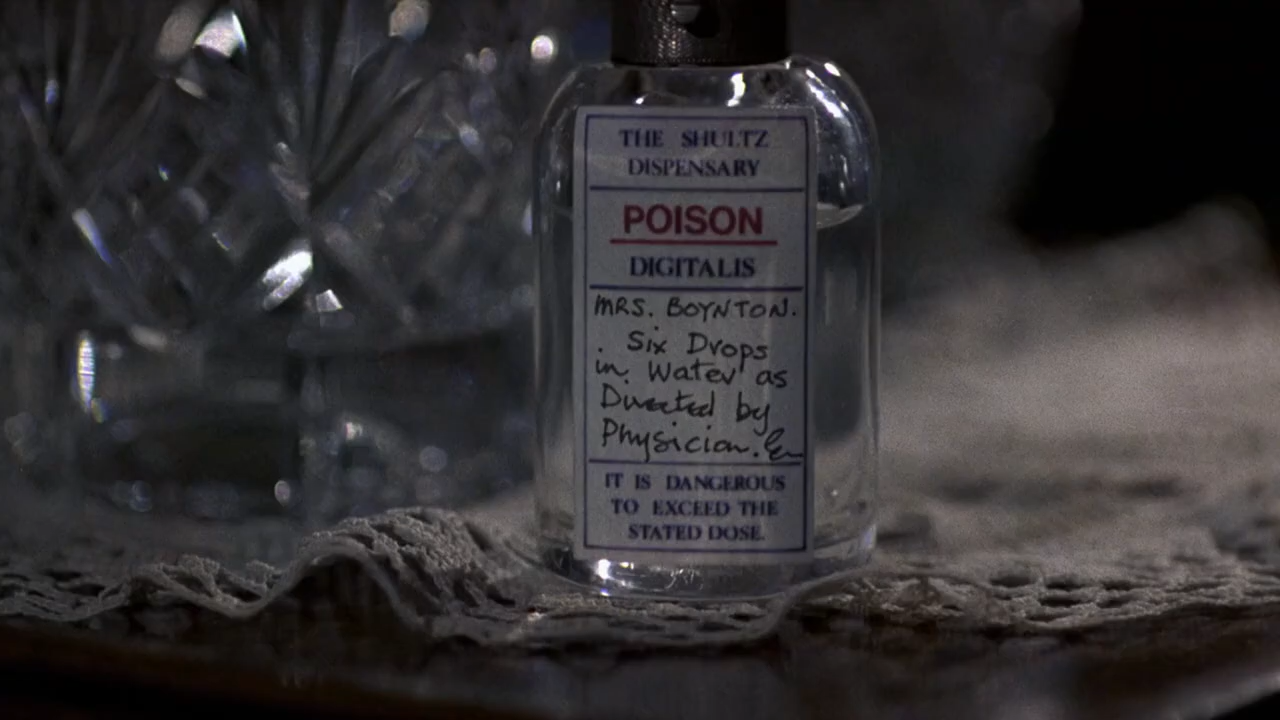 THE SHULTZ
DISPENSARY
POISON
DIGITALIS
MRS. BOYNTON.
Six Drops
in Water as
Directed by
Physician.
IT IS DANGEROUS
TO EXCEED THE
STATED DOSE.